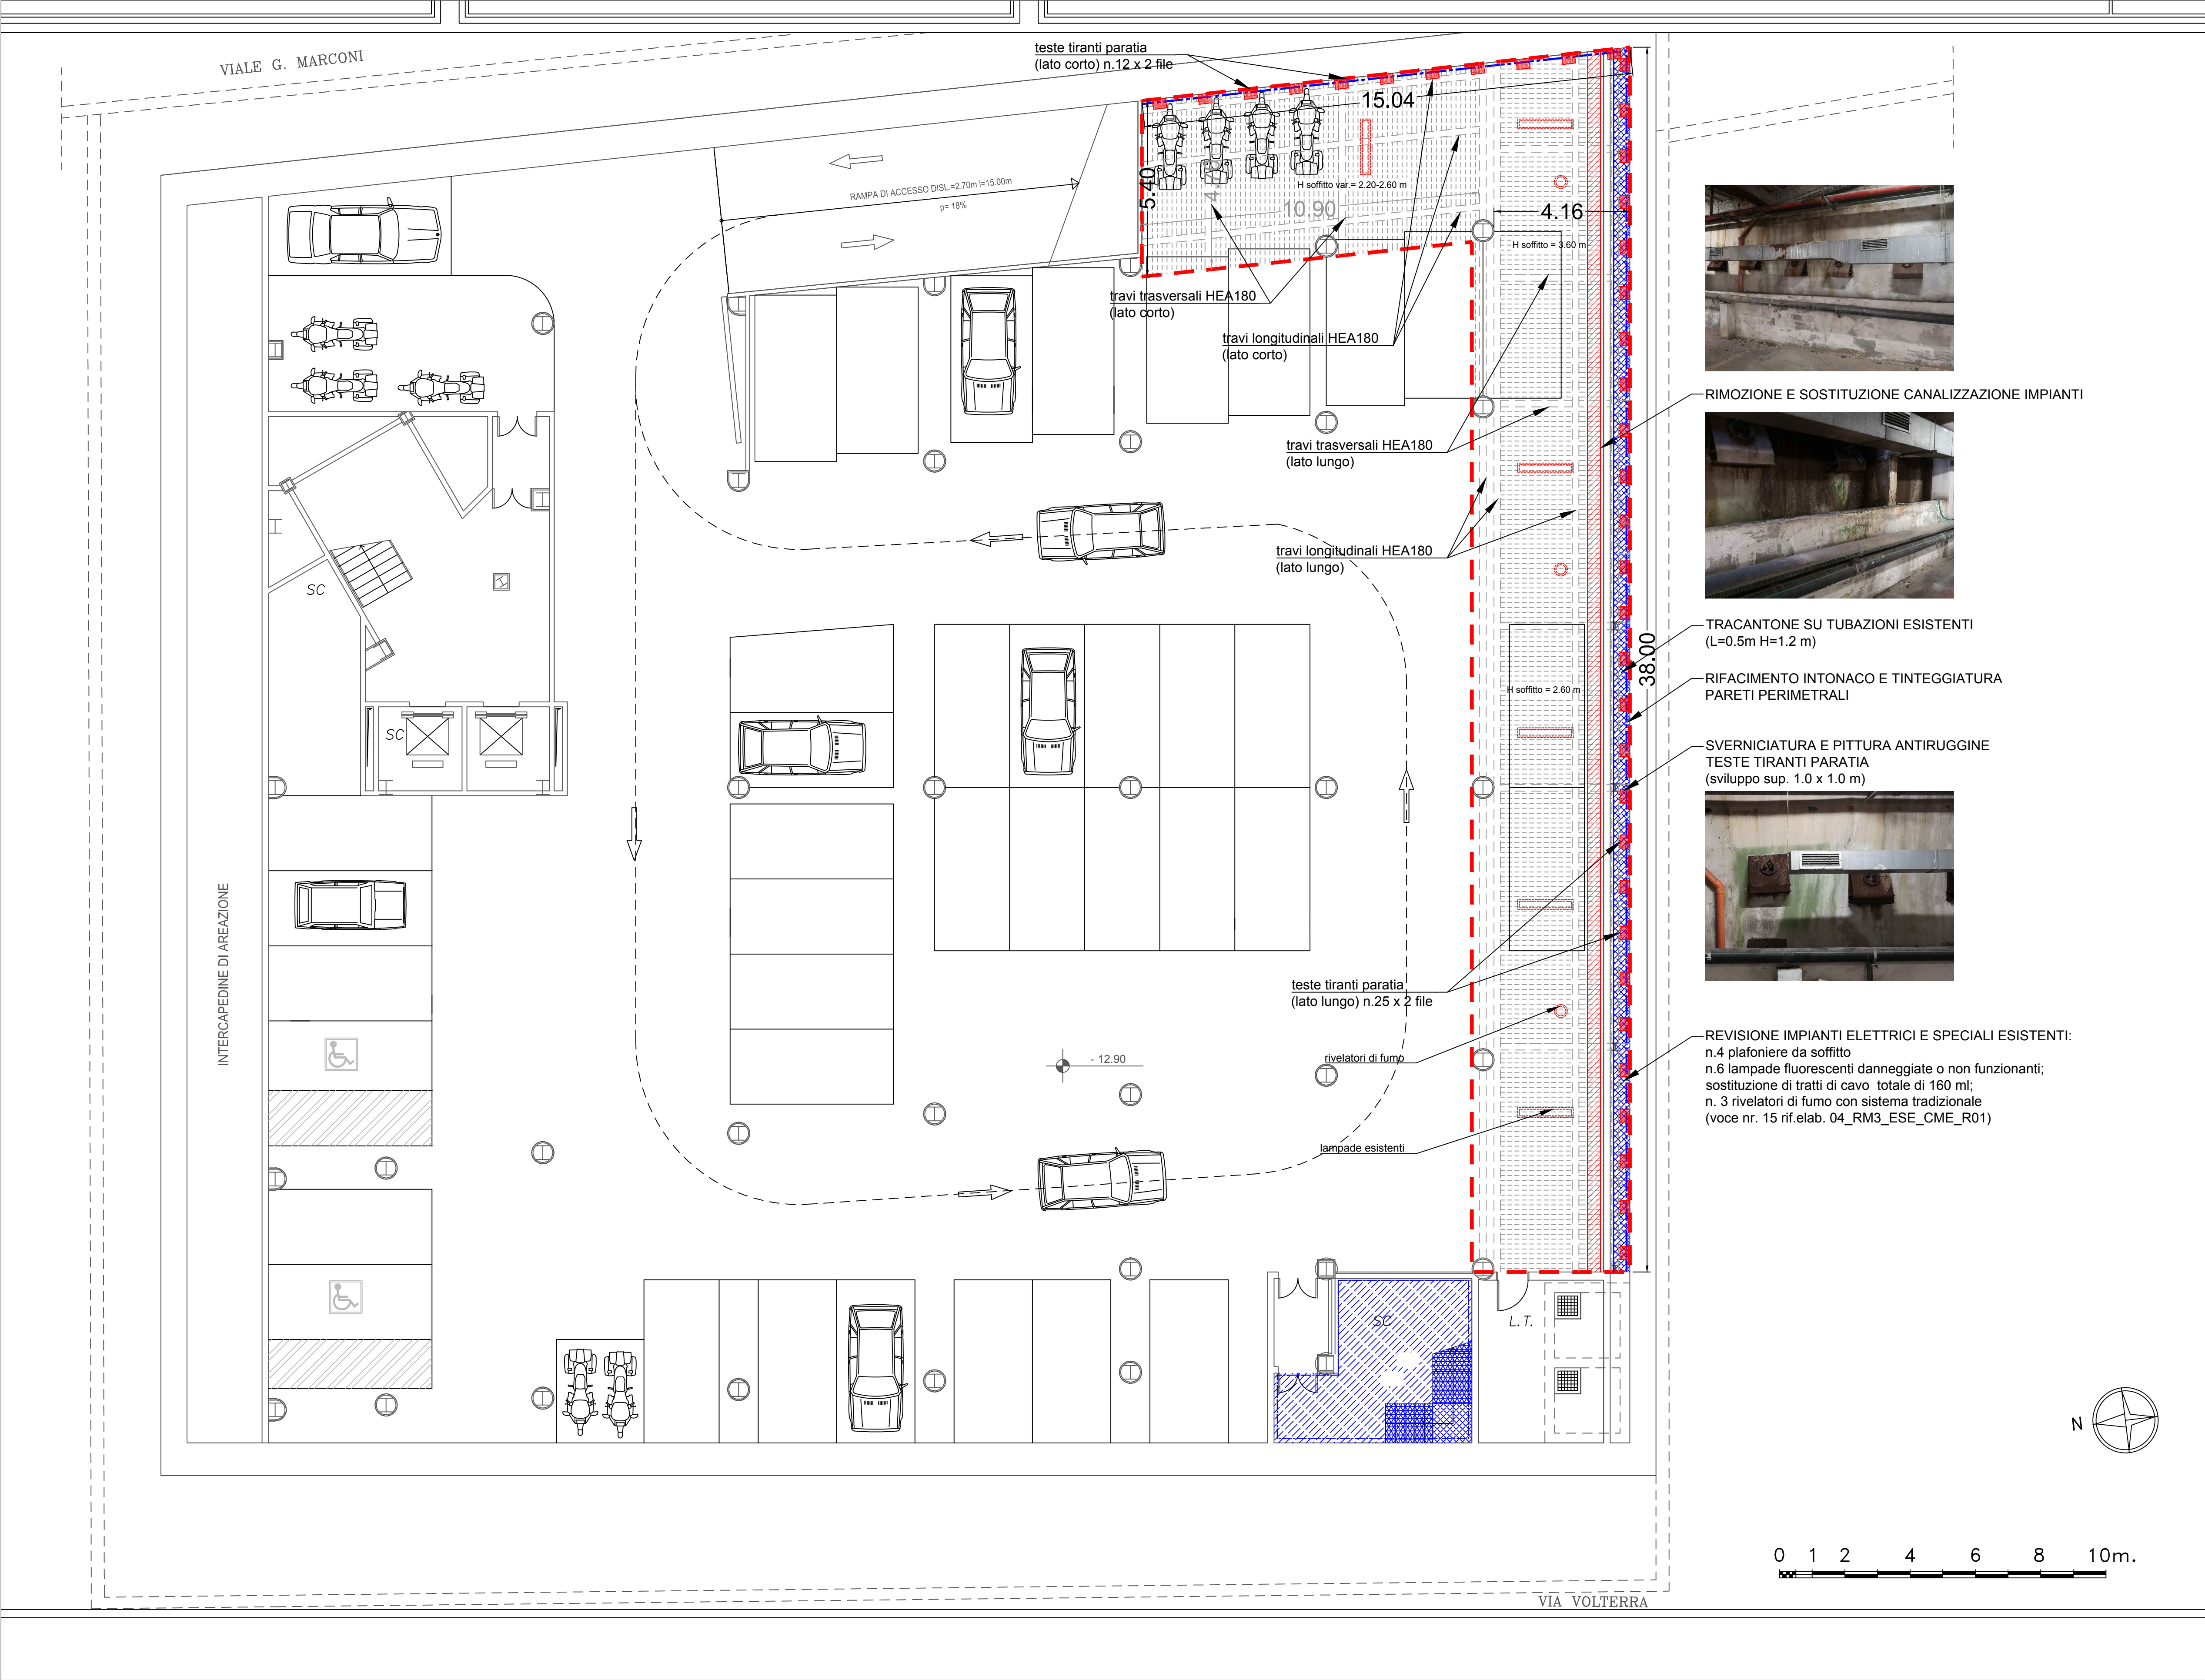 VIALE G. MARCONI
teste tiranti paratia
(lato corto) n.12 x 2 file
15.04
RAMPA DI ACCESSO DISL.=2.70m l=15.00m
p= 18%
5.40
H soffitto var.= 2.20-2.60 m
10.90
4.16
H soffitto = 3.60 m
travi trasversali HEA180
(lato corto)
travi longitudinali HEA180
(lato corto)
travi trasversali HEA180
(lato lungo)
travi longitudinali HEA180
(lato lungo)
RIMOZIONE E SOSTITUZIONE CANALIZZAZIONE IMPIANTI
SC
TRACANTONE SU TUBAZIONI ESISTENTI
(L=0.5m H=1.2 m)
38.00
RIFACIMENTO INTONACO E TINTEGGIATURA
PARETI PERIMETRALI
H soffitto = 2.60 m
SC
SVERNICIATURA E PITTURA ANTIRUGGINE
TESTE TIRANTI PARATIA
(sviluppo sup. 1.0 x 1.0 m)
INTERCAPEDINE DI AREAZIONE
teste tiranti paratia
(lato lungo) n.25 x 2 file
- 12.90
rivelatori di fumo
lampade esistenti
REVISIONE IMPIANTI ELETTRICI E SPECIALI ESISTENTI:
n.4 plafoniere da soffitto
n.6 lampade fluorescenti danneggiate o non funzionanti;
sostituzione di tratti di cavo totale di 160 ml;
n. 3 rivelatori di fumo con sistema tradizionale
(voce nr. 15 rif.elab. 04_RM3_ESE_CME_R01)
SC
L.T.
N
0 1 2 4 6 8 10m.
VIA VOLTERRA